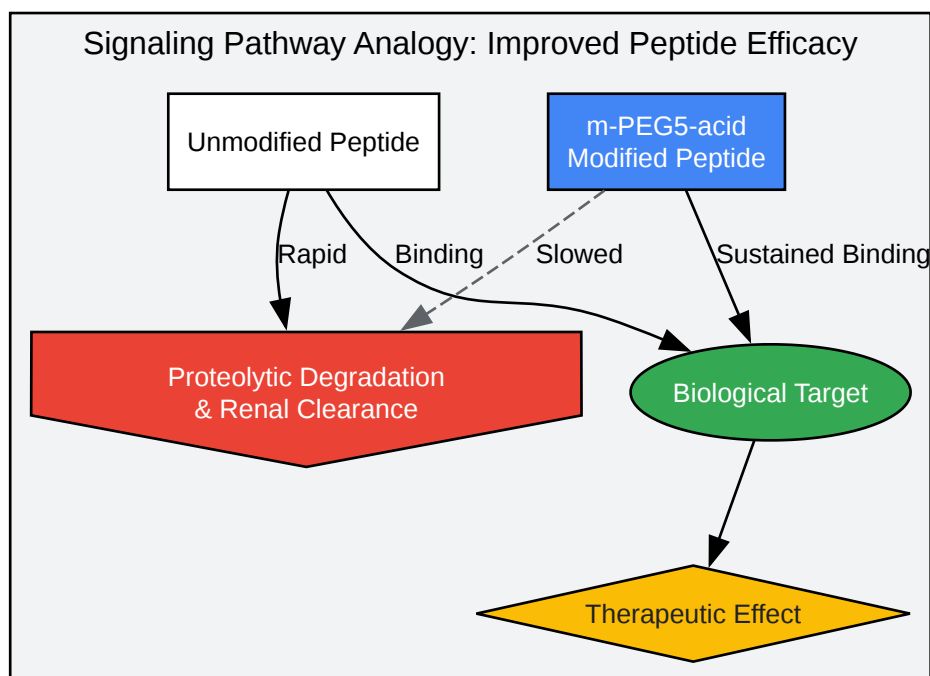 Signaling Pathway Analogy: Improved Peptide Efficacy
Unmodified Peptide
m-PEG5-acid
Modified Peptide
Rapid
Binding
Slowed
Sustained Binding
Proteolytic Degradation
& Renal Clearance
Biological Target
Therapeutic Effect